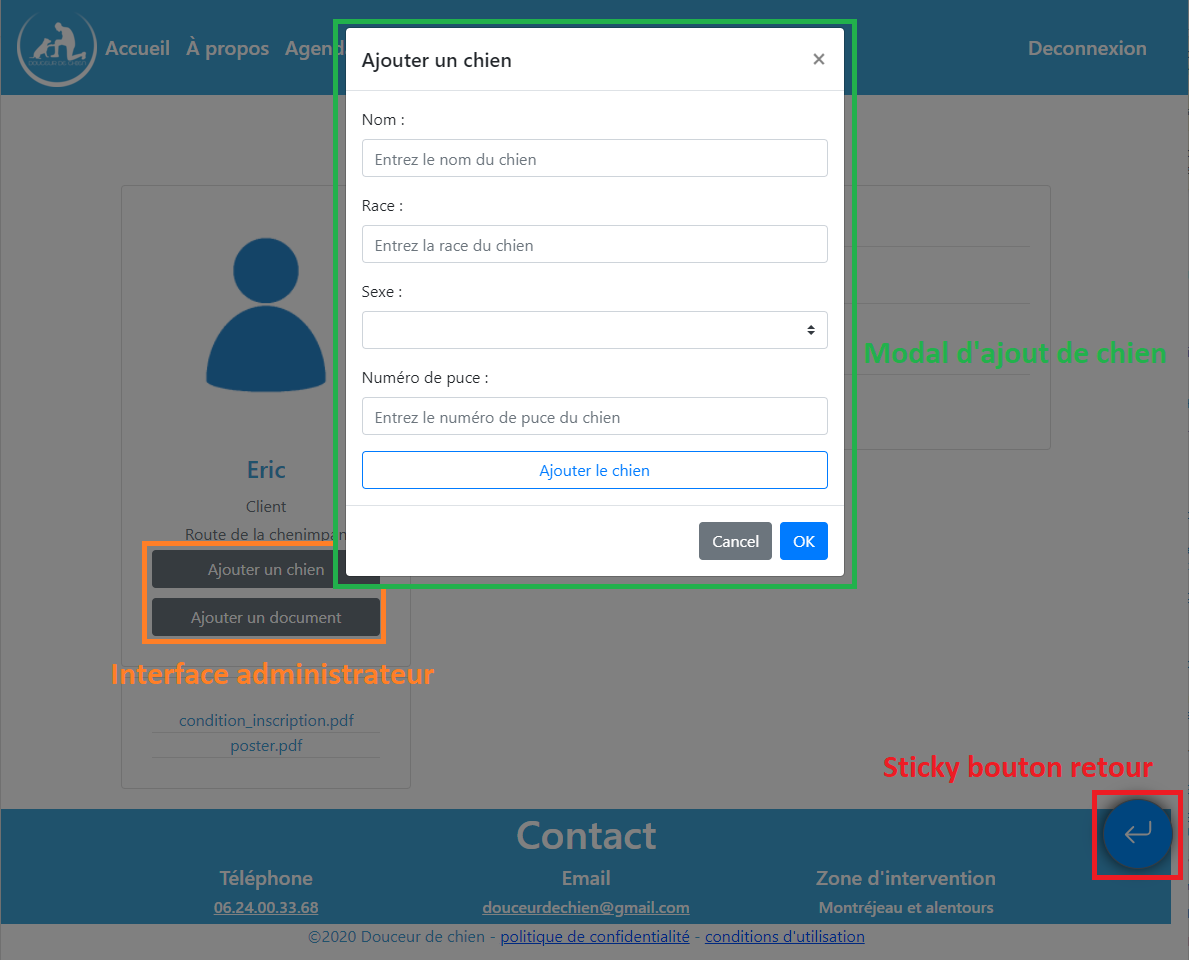 DOUCEUR DE CHIEN
Accueil À propos Agend Deconnexion
Ajouter un chien ×
Nom :
Entrez le nom du chien
Race :
Entrez la race du chien
Sexe :
Modal d'ajout de chien
Numéro de puce :
Entrez le numéro de puce du chien
Ajouter le chien
Cancel OK
Eric
Client
Route de la chenimpan
Ajouter un chien
Ajouter un document
Interface administrateur
condition_inscription.pdf
poster.pdf
Sticky bouton retour
Contact
Téléphone Email Zone d'intervention
06.24.00.33.68 douceurdechien@gmail.com Montréjeau et alentours
©2020 Douceur de chien - politique de confidentialité - conditions d'utilisation